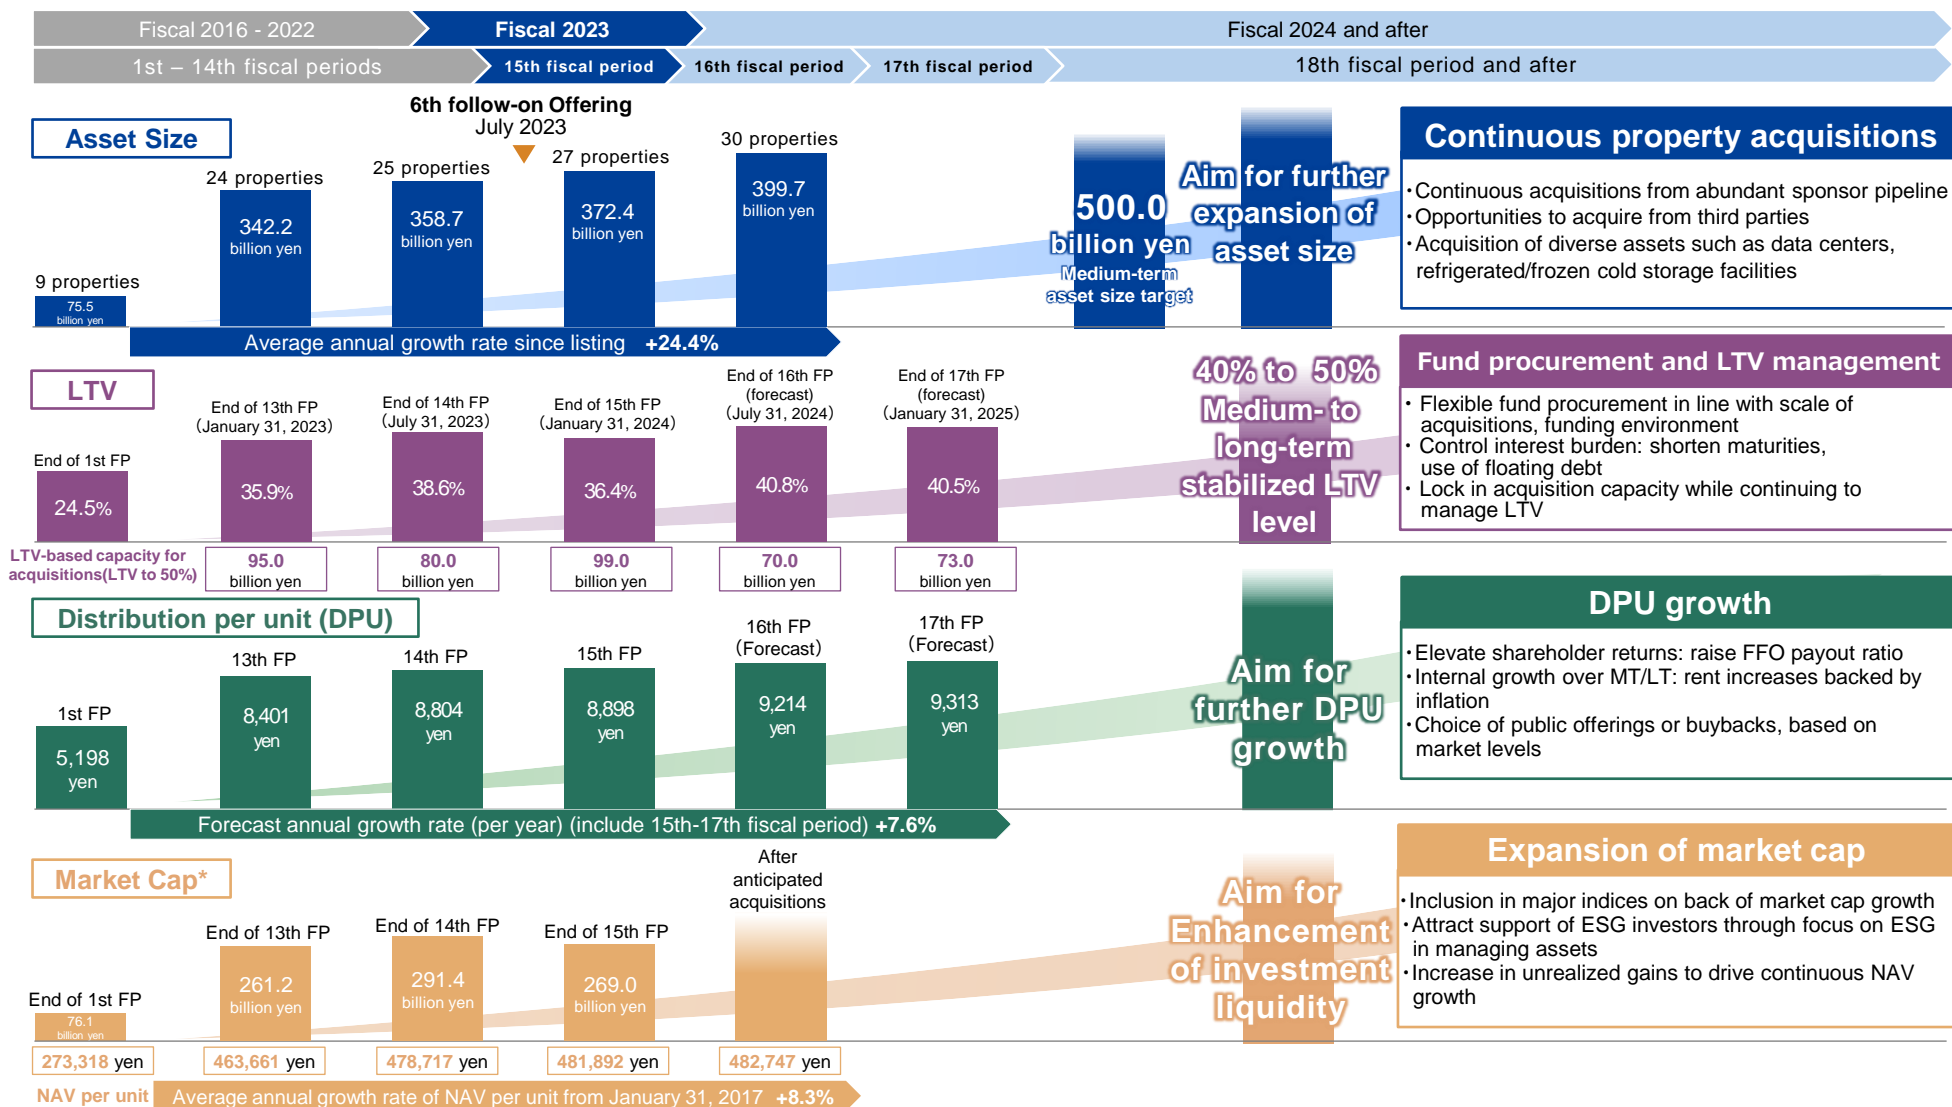 Fiscal 2016 - 2022
Fiscal 2023
Fiscal 2024 and after
1st – 14th fiscal periods
15th fiscal period
16th fiscal period
17th fiscal period
18th fiscal period and after
Asset Size
6th follow-on Offering
July 2023
9 properties
75.5
billion yen
24 properties
342.2
billion yen
25 properties
358.7
billion yen
27 properties
372.4
billion yen
30 properties
399.7
billion yen
500.0
billion yen
Medium-term
asset size target
Aim for further
expansion of
asset size
Average annual growth rate since listing +24.4%
Continuous property acquisitions
・Continuous acquisitions from abundant sponsor pipeline
・Opportunities to acquire from third parties
・Acquisition of diverse assets such as data centers,
refrigerated/frozen cold storage facilities
LTV
End of 1st FP
24.5%
End of 13th FP
(January 31, 2023)
35.9%
End of 14th FP
(July 31, 2023)
38.6%
End of 15th FP
(January 31, 2024)
36.4%
End of 16th FP
(forecast)
(July 31, 2024)
40.8%
End of 17th FP
(forecast)
(January 31, 2025)
40.5%
40% to 50%
Medium- to
long-term
stabilized LTV
level
LTV-based capacity for
acquisitions(LTV to 50%)
95.0
billion yen
80.0
billion yen
99.0
billion yen
70.0
billion yen
73.0
billion yen
Fund procurement and LTV management
・ Flexible fund procurement in line with scale of
acquisitions, funding environment
・ Control interest burden: shorten maturities,
use of floating debt
・ Lock in acquisition capacity while continuing to
manage LTV
Distribution per unit (DPU)
1st FP
5,198
yen
13th FP
8,401
yen
14th FP
8,804
yen
15th FP
8,898
yen
16th FP
(Forecast)
9,214
yen
17th FP
(Forecast)
9,313
yen
Aim for
further DPU
growth
Forecast annual growth rate (per year) (include 15th-17th fiscal period) +7.6%
DPU growth
・Elevate shareholder returns: raise FFO payout ratio
・Internal growth over MT/LT: rent increases backed by
inflation
・Choice of public offerings or buybacks, based on
market levels
Market Cap*
End of 1st FP
76.1
billion yen
End of 13th FP
261.2
billion yen
End of 14th FP
291.4
billion yen
End of 15th FP
269.0
billion yen
After
anticipated
acquisitions
Aim for
Enhancement
of investment
liquidity
273,318 yen
463,661 yen
478,717 yen
481,892 yen
482,747 yen
NAV per unit
Average annual growth rate of NAV per unit from January 31, 2017 +8.3%
Expansion of market cap
・Inclusion in major indices on back of market cap growth
・Attract support of ESG investors through focus on ESG
in managing assets
・Increase in unrealized gains to drive continuous NAV
growth